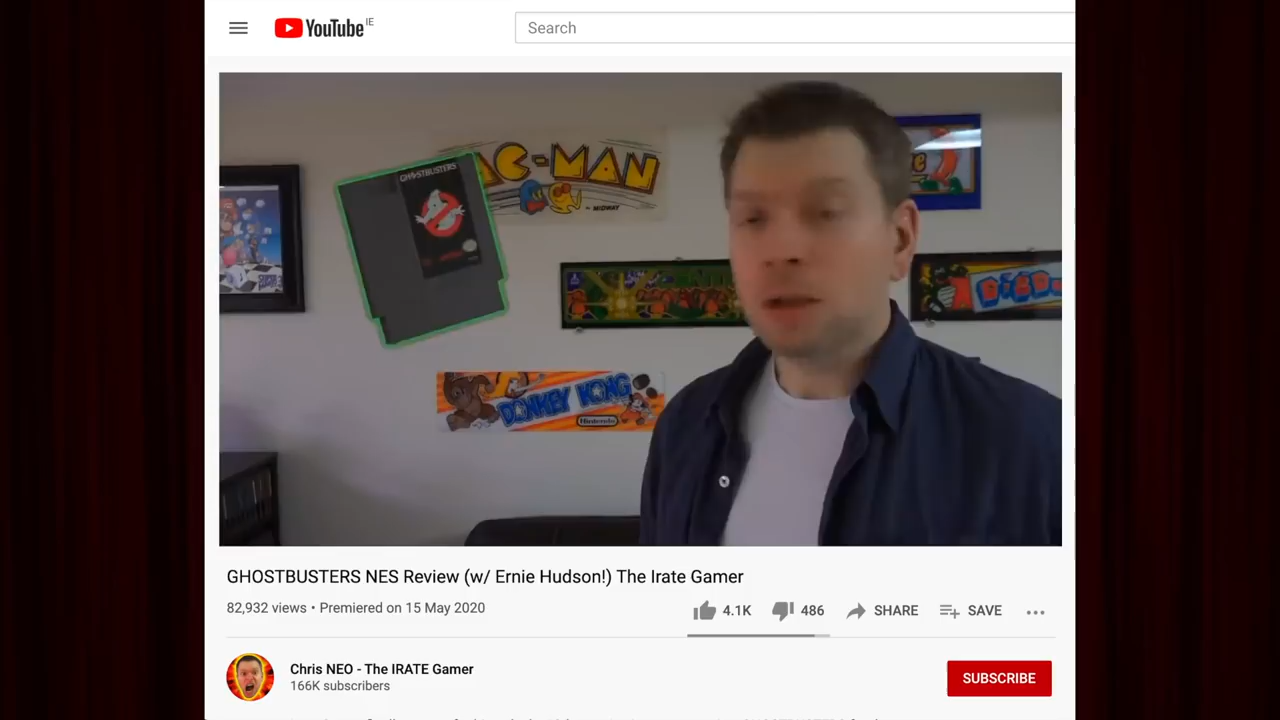 YouTube IE
Search
GHOSTBUSTERS
AC-MAN
MIDWAY
DONKEY KONG
Nintendo
GHOSTBUSTERS NES Review (w/ Ernie Hudson!) The Irate Gamer
82,932 views • Premiered on 15 May 2020
4.1K 486 SHARE SAVE
Chris NEO - The IRATE Gamer
166K subscribers
SUBSCRIBE